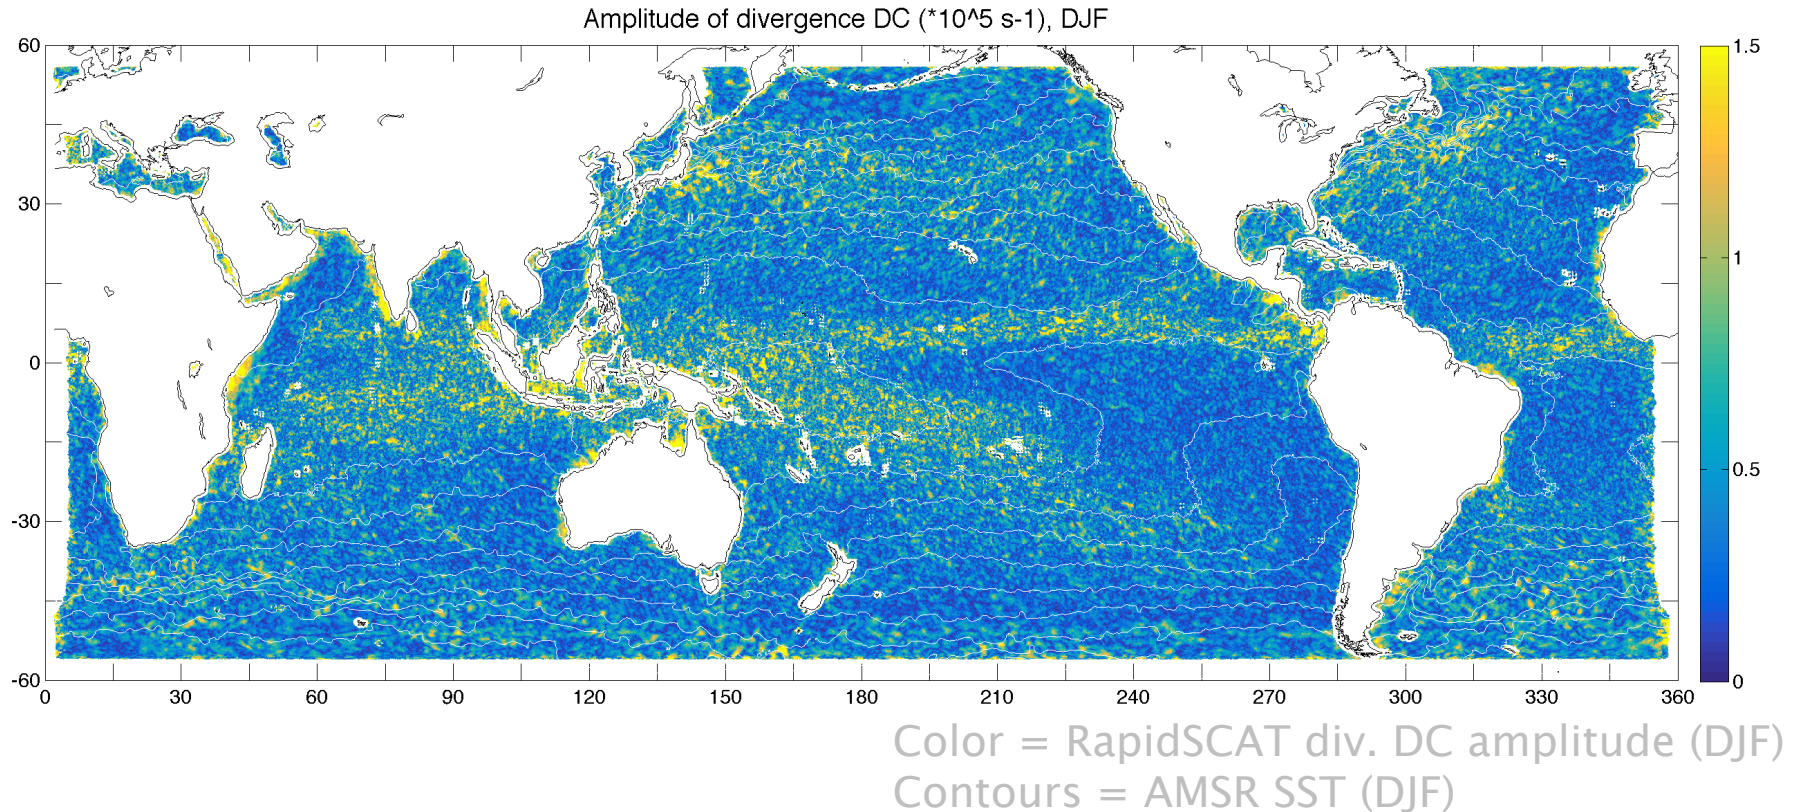 Amplitude of divergence DC (*10^5 s-1), DJF
60
30
0
-30
-60
0 30 60 90 120 150 180 210 240 270 300 330 360
1.5
1
0.5
0
Color = RapidSCAT div. DC amplitude (DJF)
Contours = AMSR SST (DJF)